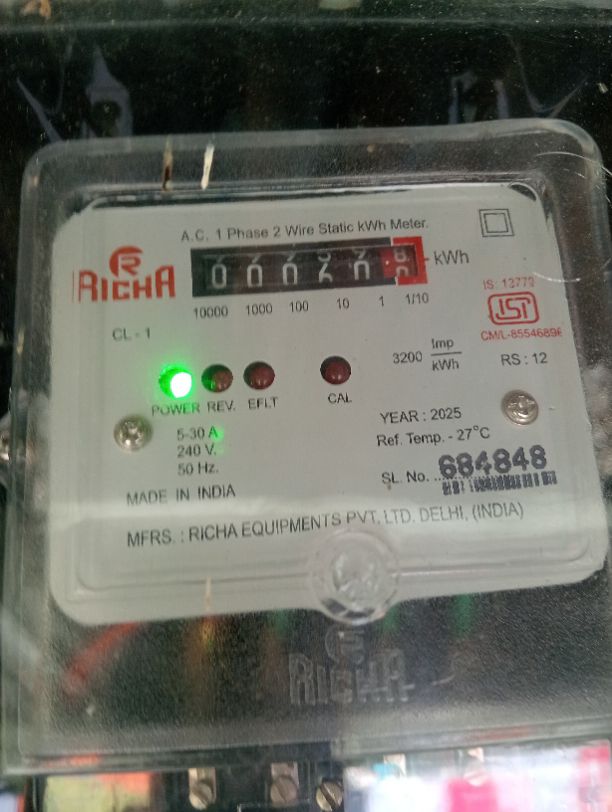 A.C. 1 Phase 2 Wire Static kWh Meter.
RICHA
kWh
10000 1000 100 10 1 1/10
IS: 13779
ISI
CL - 1
3200 Imp/kWh
RS : 12
POWER REV. EFLT CAL
5-30 A
240 V.
50 Hz.
YEAR : 2025
Ref. Temp. - 27°C
SL. No. 684848
MADE IN INDIA
MFRS. : RICHA EQUIPMENTS PVT. LTD. DELHI, (INDIA)
RICHA